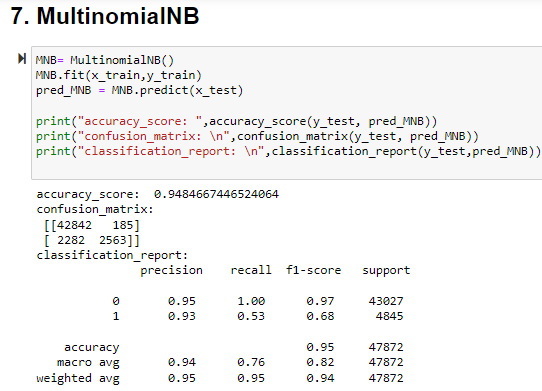 7. MultinomialNB
MNB= MultinomialNB()
MNB.fit(x_train,y_train)
pred_MNB = MNB.predict(x_test)
print("accuracy_score: ",accuracy_score(y_test, pred_MNB))
print("confusion_matrix: \n",confusion_matrix(y_test, pred_MNB))
print("classification_report: \n",classification_report(y_test,pred_MNB))
accuracy_score:  0.9484667446524064
confusion_matrix:
[[42842   185]
[ 2282  2563]]
classification_report:
precision    recall  f1-score   support
0       0.95      1.00      0.97     43027
1       0.93      0.53      0.68      4845
accuracy                           0.95     47872
macro avg       0.94      0.76      0.82     47872
weighted avg       0.95      0.95      0.94     47872